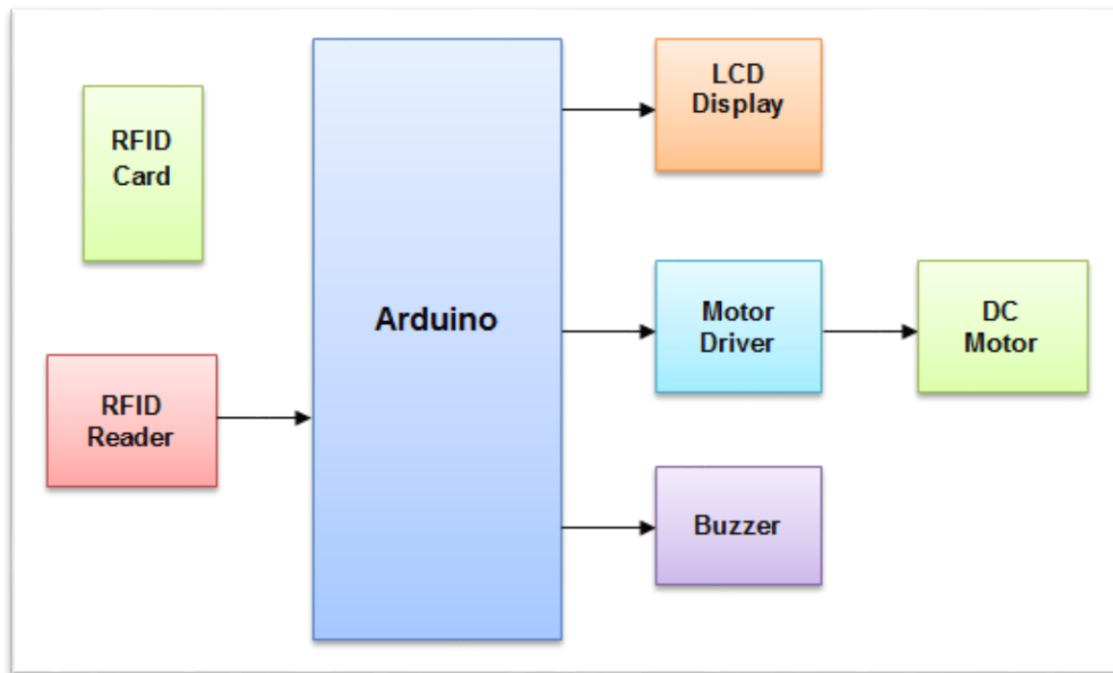 RFID
Card
RFID
Reader
Arduino
LCD
Display
Motor
Driver
DC
Motor
Buzzer